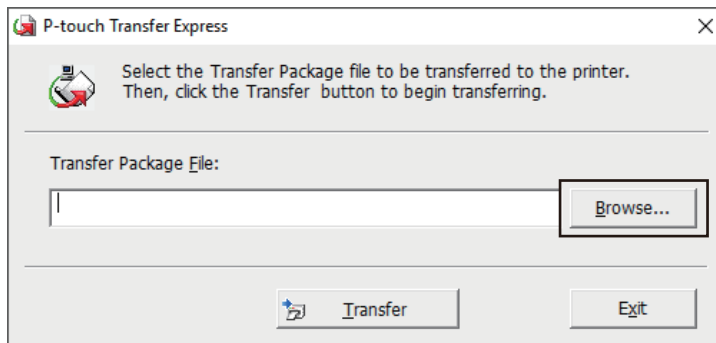 P-touch Transfer Express
Select the Transfer Package file to be transferred to the printer.
Then, click the Transfer button to begin transferring.
Transfer Package File:
Browse...
Transfer
Exit